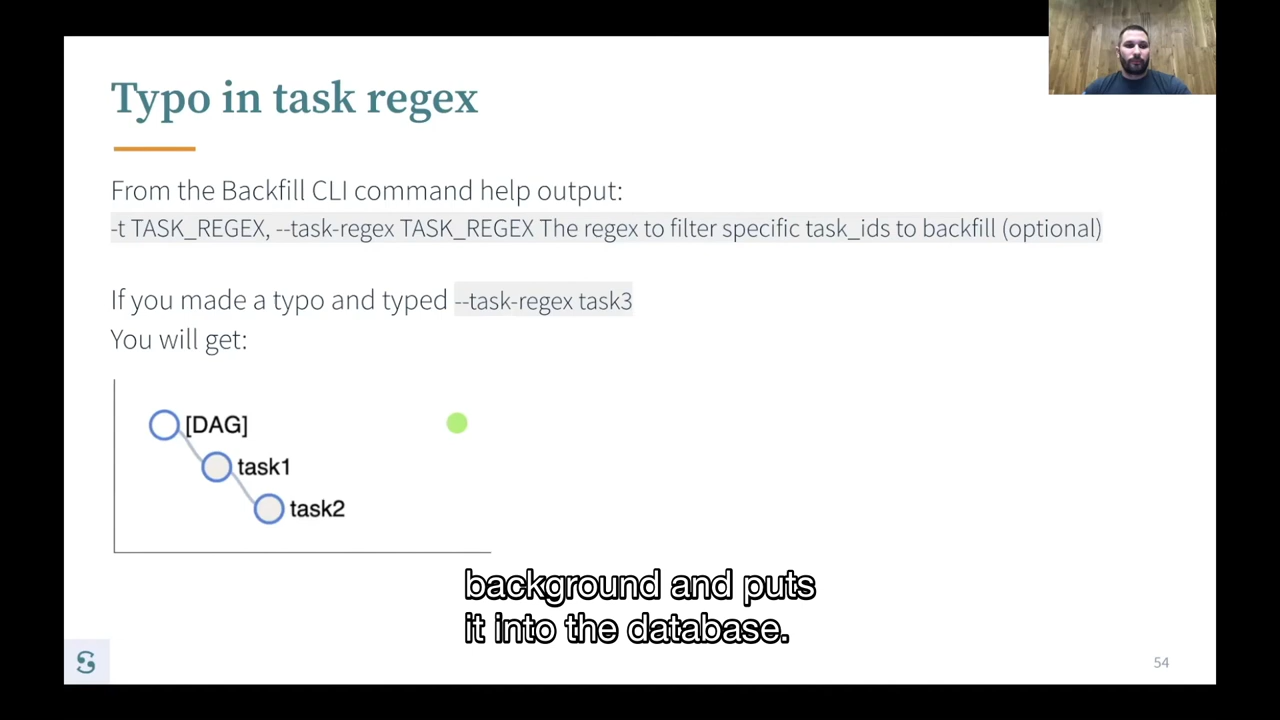 Typo in task regex
From the Backfill CLI command help output:
-t TASK_REGEX, --task-regex TASK_REGEX The regex to filter specific task_ids to backfill (optional)
If you made a typo and typed --task-regex task3
You will get:
[DAG]
task1
task2
background and puts
it into the database.
54